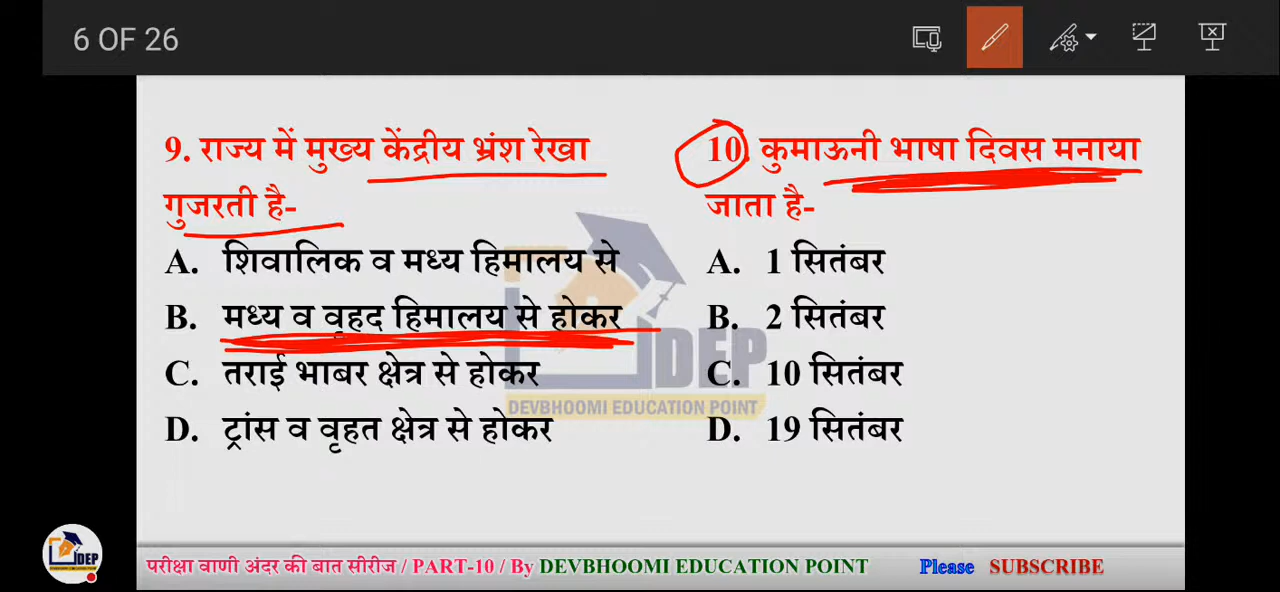 6 OF 26
9. राज्य में मुख्य केंद्रीय भ्रंश रेखा
गुजरती है-
A. शिवालिक व मध्य हिमालय से
B. मध्य व वृहद हिमालय से होकर
C. तराई भाबर क्षेत्र से होकर
D. ट्रांस व वृहत क्षेत्र से होकर
10. कुमाऊनी भाषा दिवस मनाया
जाता है-
A. 1 सितंबर
B. 2 सितंबर
C. 10 सितंबर
D. 19 सितंबर
DEP
DEVBHOOMI EDUCATION POINT
DEP
परीक्षा वाणी अंदर की बात सीरीज / PART-10 / By DEVBHOOMI EDUCATION POINT Please SUBSCRIBE